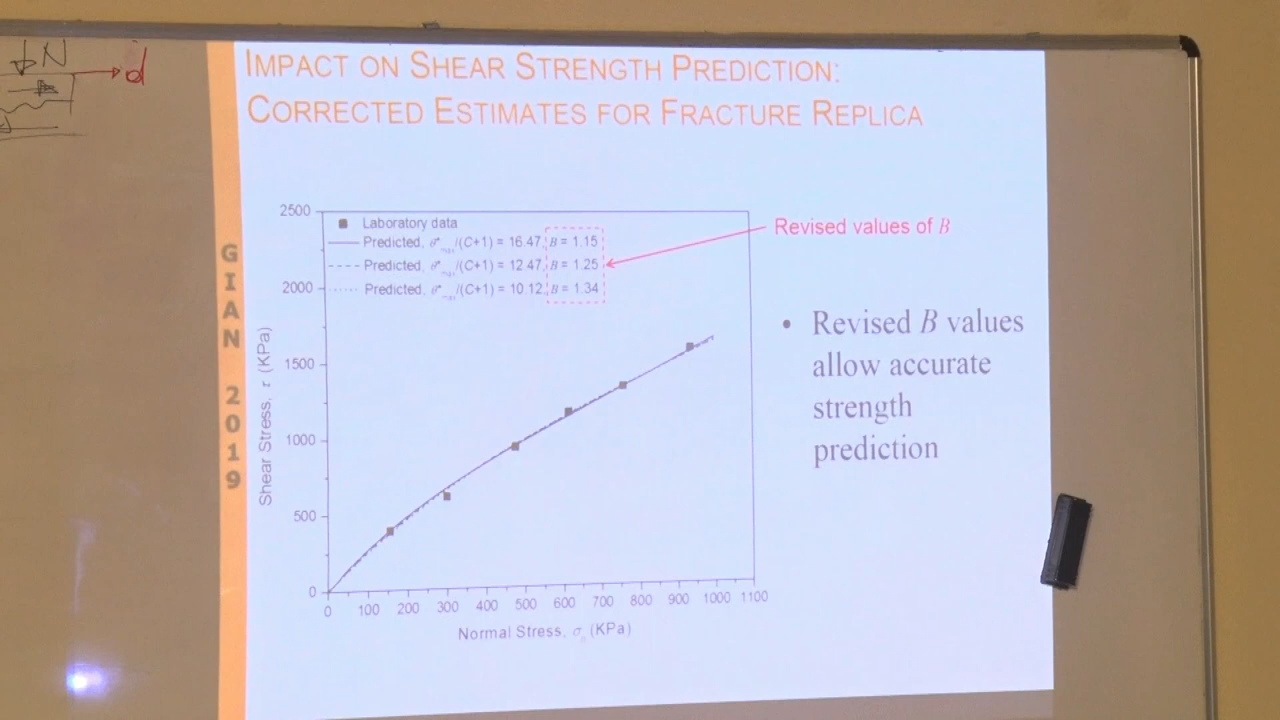 N
d
IMPACT ON SHEAR STRENGTH PREDICTION:
CORRECTED ESTIMATES FOR FRACTURE REPLICA
GIAN 2019
2500
2000
1500
1000
500
0
Shear Stress, τ (KPa)
Laboratory data
Predicted, θ*max/(C+1) = 16.47, B = 1.15
Predicted, θ*max/(C+1) = 12.47, B = 1.25
Predicted, θ*max/(C+1) = 10.12, B = 1.34
0 100 200 300 400 500 600 700 800 900 1000 1100
Normal Stress, σn (KPa)
Revised values of B
• Revised B values
allow accurate
strength
prediction